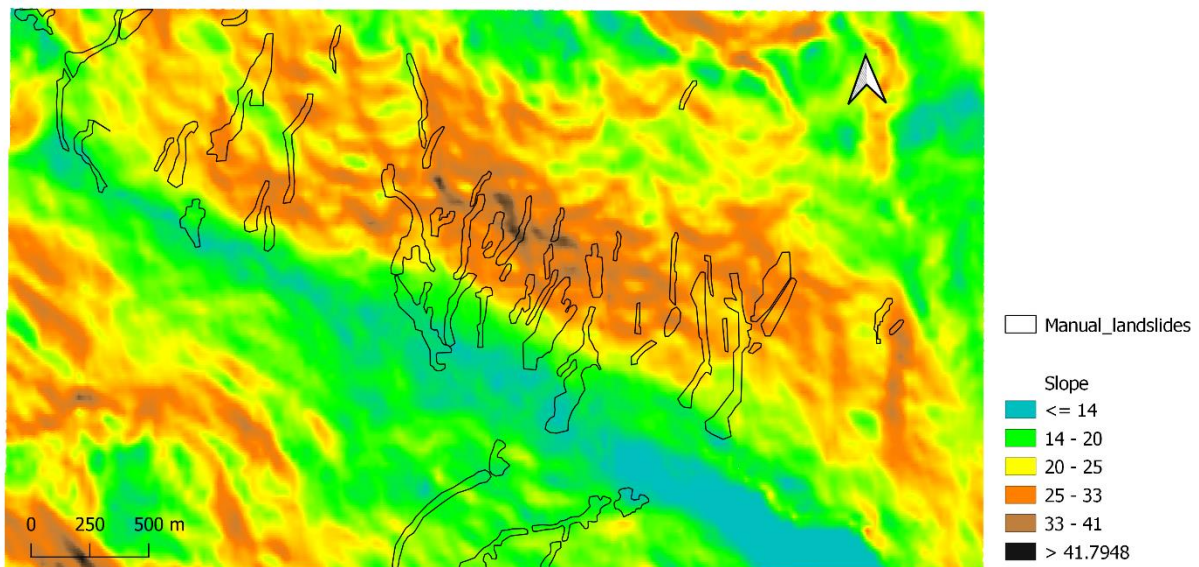 0 250 500 m
Manual_landslides
Slope
<= 14
14 - 20
20 - 25
25 - 33
33 - 41
> 41.7948